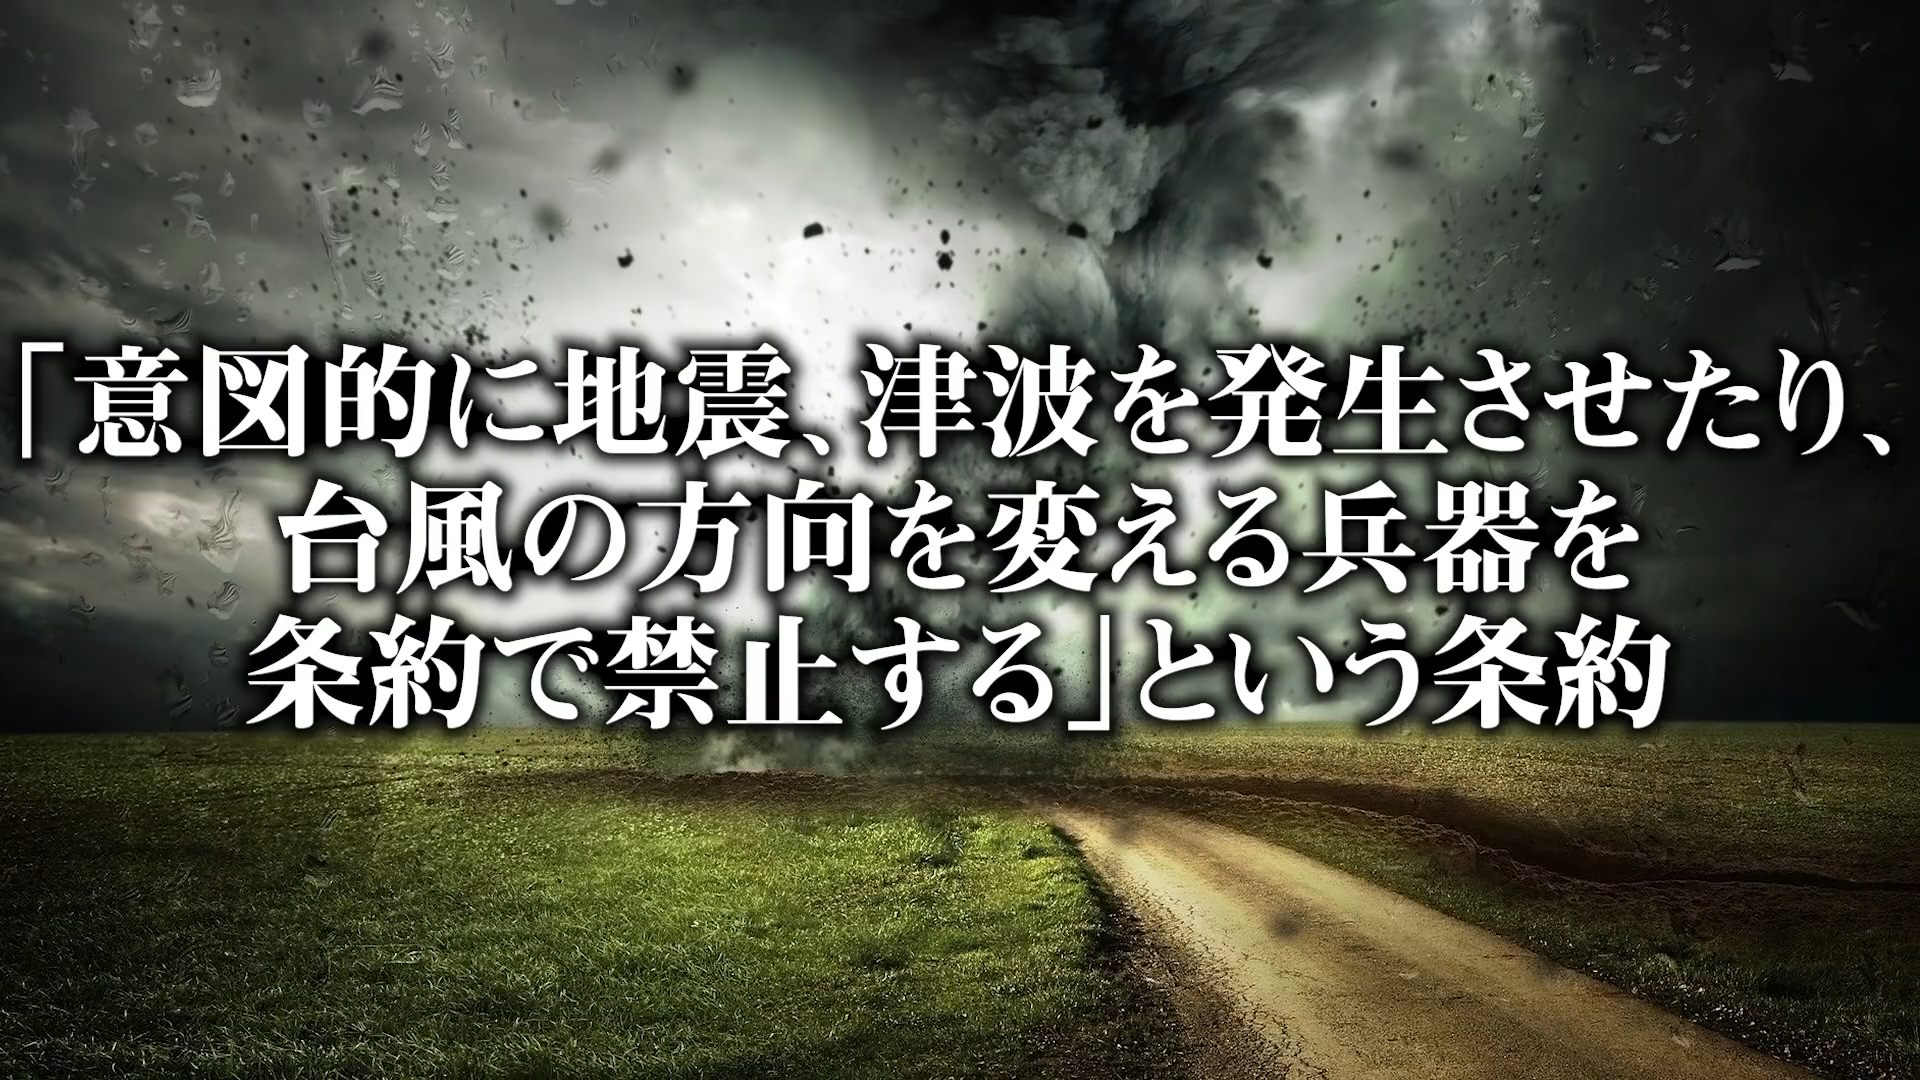 「意図的に地震、津波を発生させたり、
台風の方向を変える兵器を
条約で禁止する」という条約